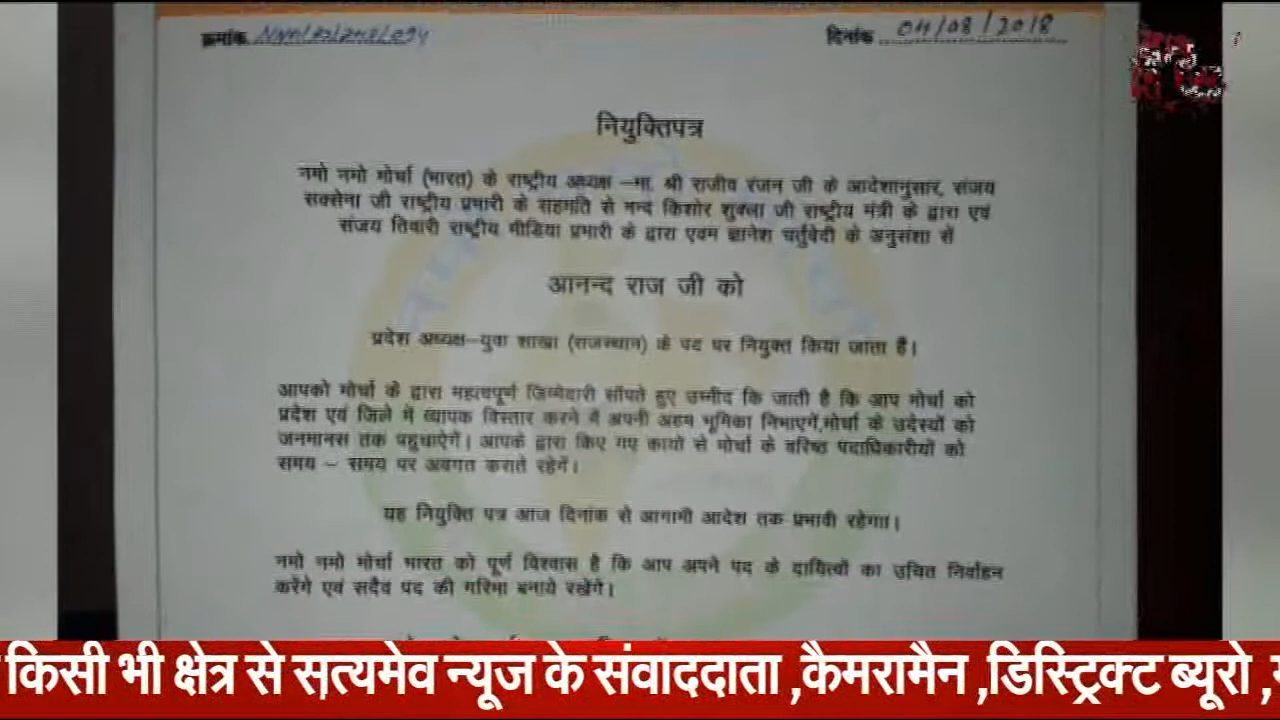 क्रमांक
दिनांक 04/08/2018
नियुक्तिपत्र
नमो नमो मोर्चा (भारत) के राष्ट्रीय अध्यक्ष –मा. श्री राजीव रंजन जी के आदेशानुसार, संजय
सक्सेना जी राष्ट्रीय प्रभारी के सहमति से नन्द किशोर शुक्ला जी राष्ट्रीय मंत्री के द्वारा एवं
संजय तिवारी राष्ट्रीय मीडिया प्रभारी के द्वारा एवम ज्ञानेश चर्तुवेदी के अनुसंशा से
आनन्द राज जी को
प्रदेश अध्यक्ष–युवा शाखा (राजस्थान) के पद पर नियुक्त किया जाता है।
आपको मोर्चा के द्वारा महत्वपूर्ण जिम्मेदारी सौंपते हुए उम्मीद कि जाती है कि आप मोर्चा को
प्रदेश एवं जिले में व्यापक विस्तार करने में अपनी अहम भूमिका निभाएगें,मोर्चा के उदेश्यों को
जनमानस तक पहुचाऐगें। आपके द्वारा किए गए कायों से मोर्चा के वरिष्ठ पदाधिकारीयों को
समय – समय पर अवगत कराते रहेगें।
यह नियुक्ति पत्र आज दिनांक से आगामी आदेश तक प्रभावी रहेगाा।
नमो नमो मोर्चा भारत को पूर्ण विश्वास है कि आप अपने पद के दायित्वों का उचित निर्वाहन
करेंगे एवं सदैव पद की गरिमा बनाये रखेंगे।
किसी भी क्षेत्र से सत्यमेव न्यूज के संवाददाता ,कैमरामैन ,डिस्ट्रिक्ट ब्यूरो ,